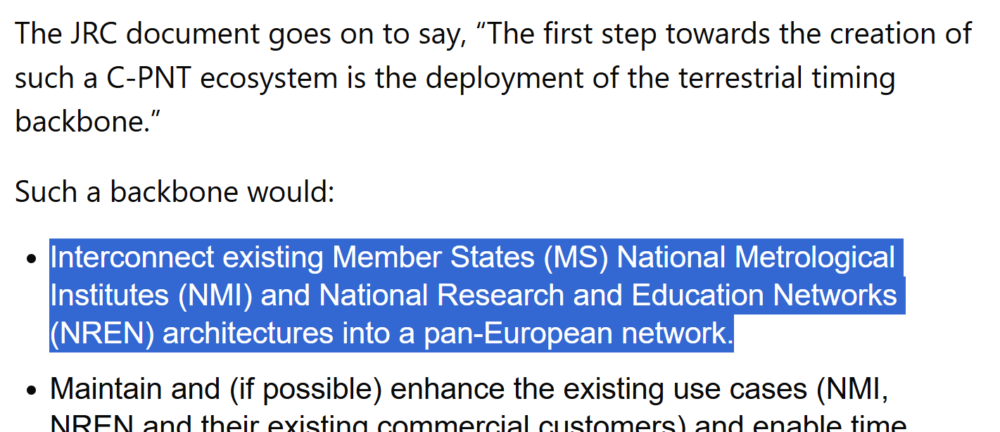 The JRC document goes on to say, “The first step towards the creation of
such a C-PNT ecosystem is the deployment of the terrestrial timing
backbone.”
Such a backbone would:
• Interconnect existing Member States (MS) National Metrological
Institutes (NMI) and National Research and Education Networks
(NREN) architectures into a pan-European network.
• Maintain and (if possible) enhance the existing use cases (NMI,
NREN and their existing commercial customers) and enable time